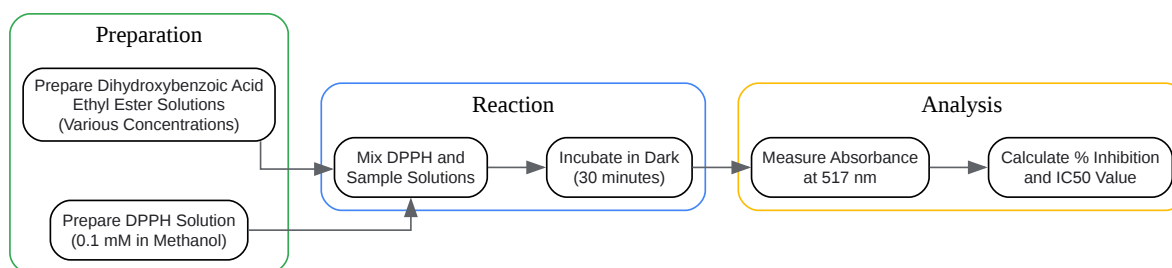 Preparation
Prepare Dihydroxybenzoic Acid
Ethyl Ester Solutions
(Various Concentrations)
Prepare DPPH Solution
(0.1 mM in Methanol)
Reaction
Mix DPPH and
Sample Solutions
Incubate in Dark
(30 minutes)
Analysis
Measure Absorbance
at 517 nm
Calculate % Inhibition
and IC50 Value